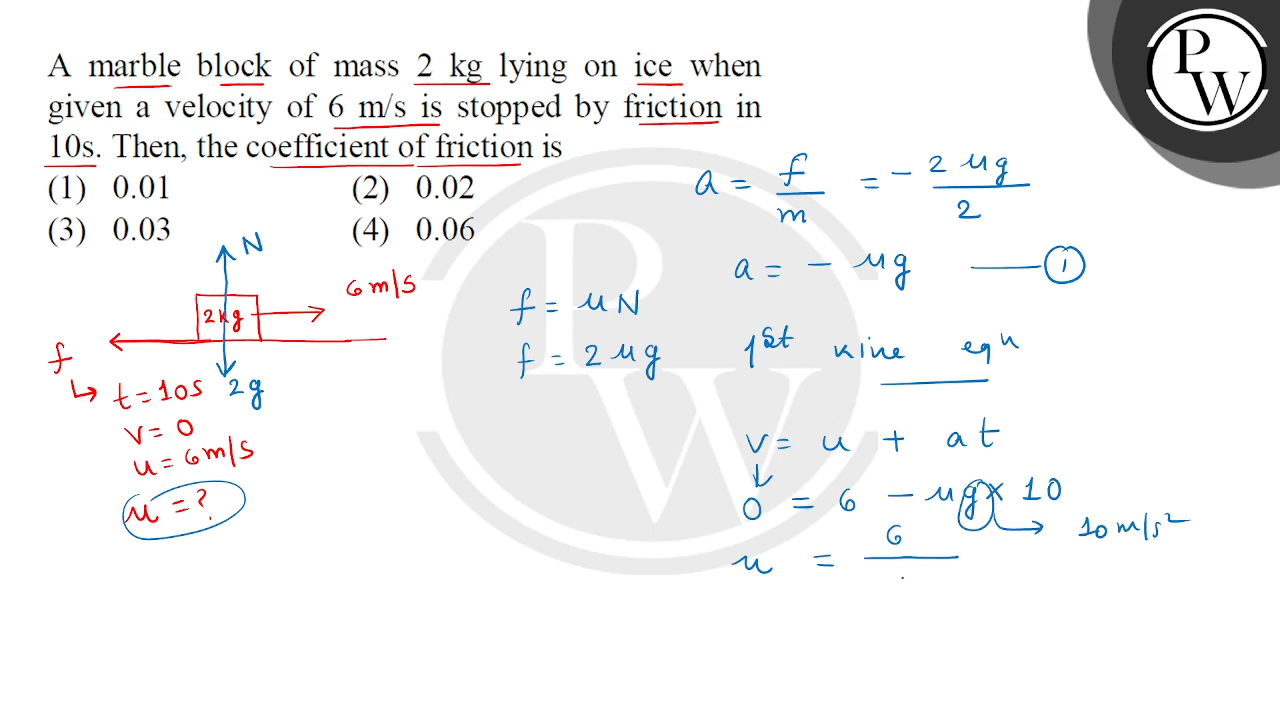 A marble block of mass 2 kg lying on ice when
given a velocity of 6 m/s is stopped by friction in
10s. Then, the coefficient of friction is
(1) 0.01 (2) 0.02
(3) 0.03 (4) 0.06
N
6 m/s
2kg
f
2g
t = 10s
v = 0
u = 6 m/s
μ = ?
f = μN
f = 2μg
a = f/m = - 2μg/2
a = - μg ①
1st kine eqn
v = u + at
0 = 6 - μg × 10
10 m/s²
μ = 6
PW
PW